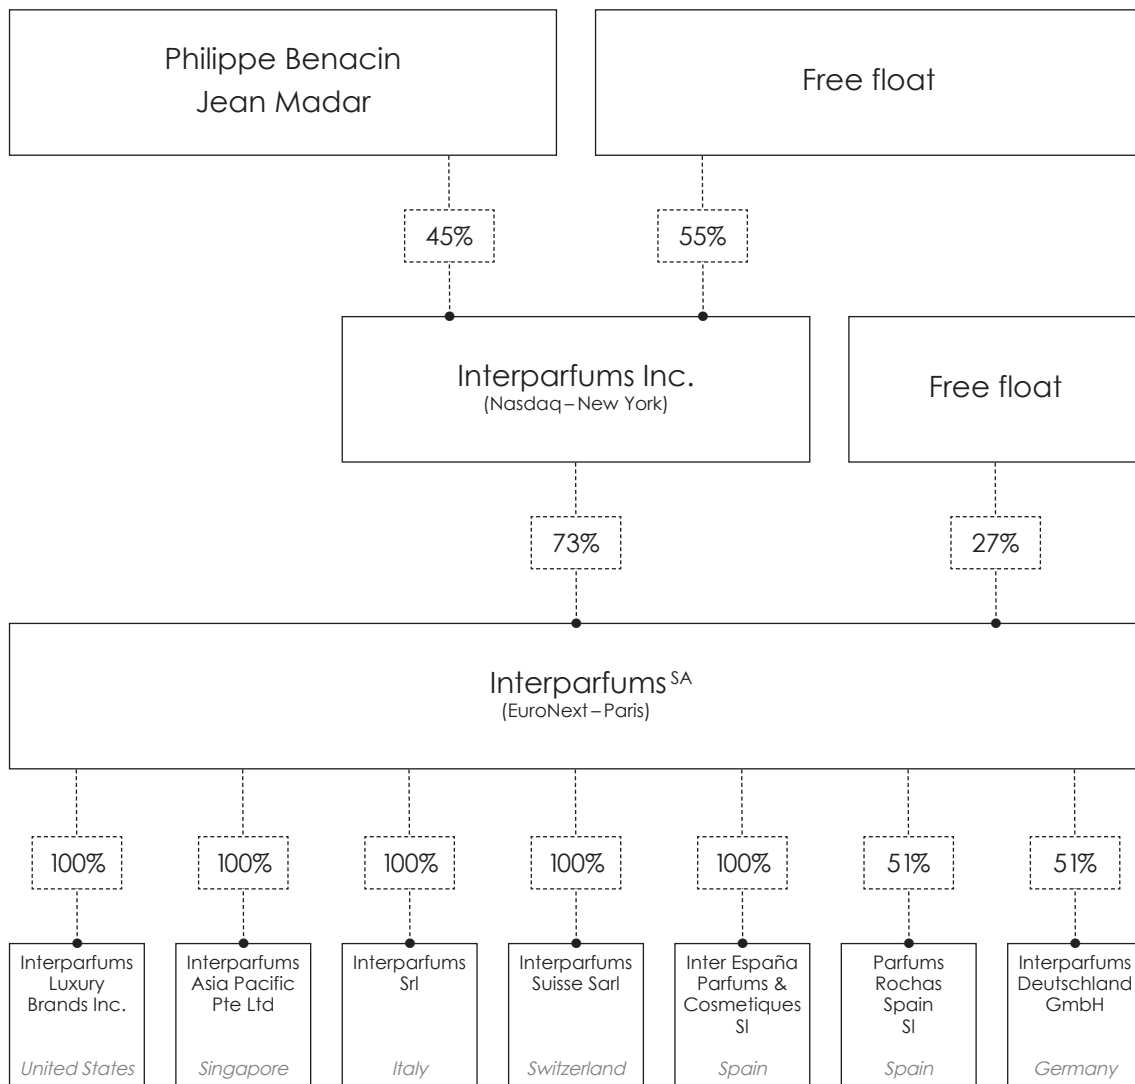 Philippe Benacin
Jean Madar
Free float
45%
55%
Interparfums Inc.
(Nasdaq – New York)
Free float
73%
27%
Interparfums SA
(EuroNext – Paris)
100%
100%
100%
100%
100%
51%
51%
Interparfums
Luxury
Brands Inc.
United States
Interparfums
Asia Pacific
Pte Ltd
Singapore
Interparfums
Srl
Italy
Interparfums
Suisse Sarl
Switzerland
Inter España
Parfums &
Cosmetiques
Sl
Spain
Parfums
Rochas
Spain
Sl
Spain
Interparfums
Deutschland
GmbH
Germany